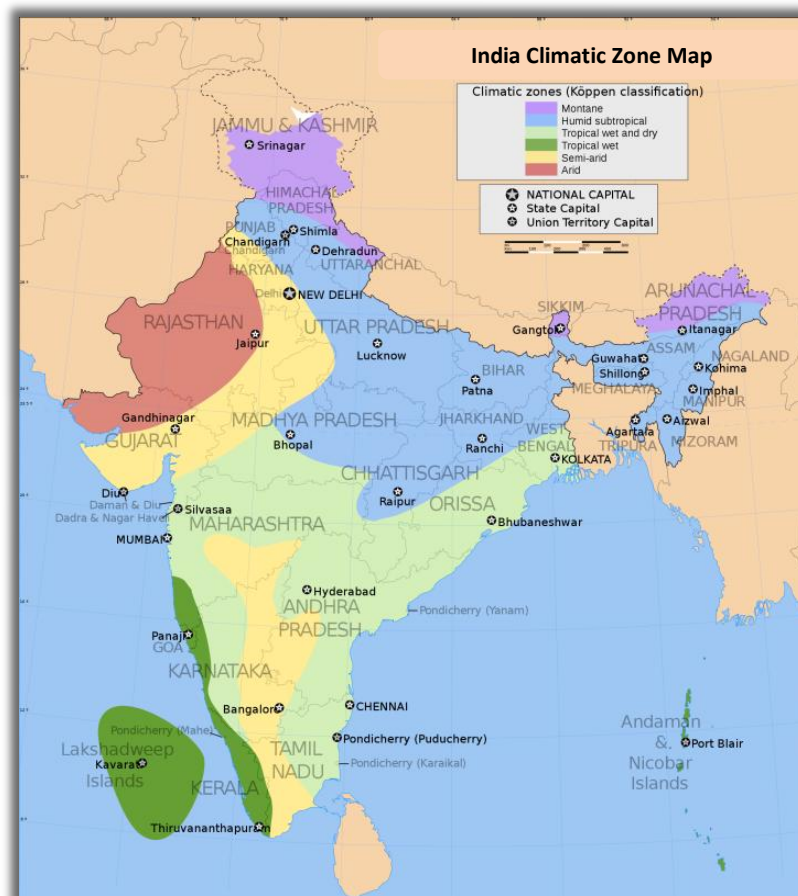 India Climatic Zone Map
Climatic zones (Köppen classification)
Montane
Humid subtropical
Tropical wet and dry
Tropical wet
Semi-arid
Arid
NATIONAL CAPITAL
State Capital
Union Territory Capital
JAMMU & KASHMIR
Srinagar
HIMACHAL
PRADESH
PUNJAB
Shimla
Chandigarh
Chandigarh
Dehradun
UTTARANCHAL
HARYANA
Delhi
NEW DELHI
RAJASTHAN
Jaipur
UTTAR PRADESH
Lucknow
SIKKIM
Gangtok
ARUNACHAL
PRADESH
Itanagar
ASSAM
NAGALAND
Guwahati
Kohima
Shillong
MEGHALAYA
Imphal
MANIPUR
BIHAR
Patna
Gandhinagar
GUJARAT
MADHYA PRADESH
Bhopal
JHARKHAND
Ranchi
WEST
BENGAL
KOLKATA
Agartala
TRIPURA
Aizwal
MIZORAM
CHHATTISGARH
Raipur
ORISSA
Bhubaneshwar
Diu
Daman & Diu
Dadra & Nagar Haveli
Silvasaa
MAHARASHTRA
MUMBAI
Hyderabad
ANDHRA
PRADESH
Pondicherry (Yanam)
Panaji
GOA
KARNATAKA
Bangalore
CHENNAI
Pondicherry (Mahe)
Pondicherry (Puducherry)
TAMIL
NADU
Pondicherry (Karaikal)
Lakshadweep
Kavarati
Islands
KERALA
Thiruvananthapuram
Andaman
&
Nicobar
Islands
Port Blair